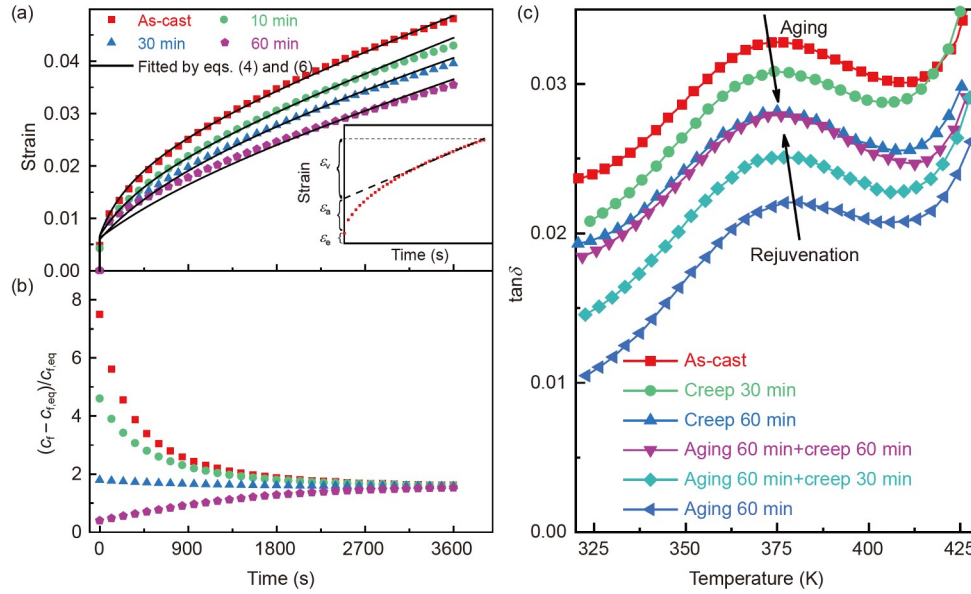 (a)
As-cast
10 min
30 min
60 min
Fitted by eqs. (4) and (6)
0.04
0.03
0.02
0.01
0.00
Strain
Strain
εv
εa
εe
Time (s)
(b)
8
6
4
2
0
(cf − cf,eq)/cf,eq
0
900
1800
2700
3600
Time (s)
(c)
Aging
Rejuvenation
0.03
0.02
0.01
0.00
tanδ
As-cast
Creep 30 min
Creep 60 min
Aging 60 min+creep 60 min
Aging 60 min+creep 30 min
Aging 60 min
325
350
375
400
425
Temperature (K)